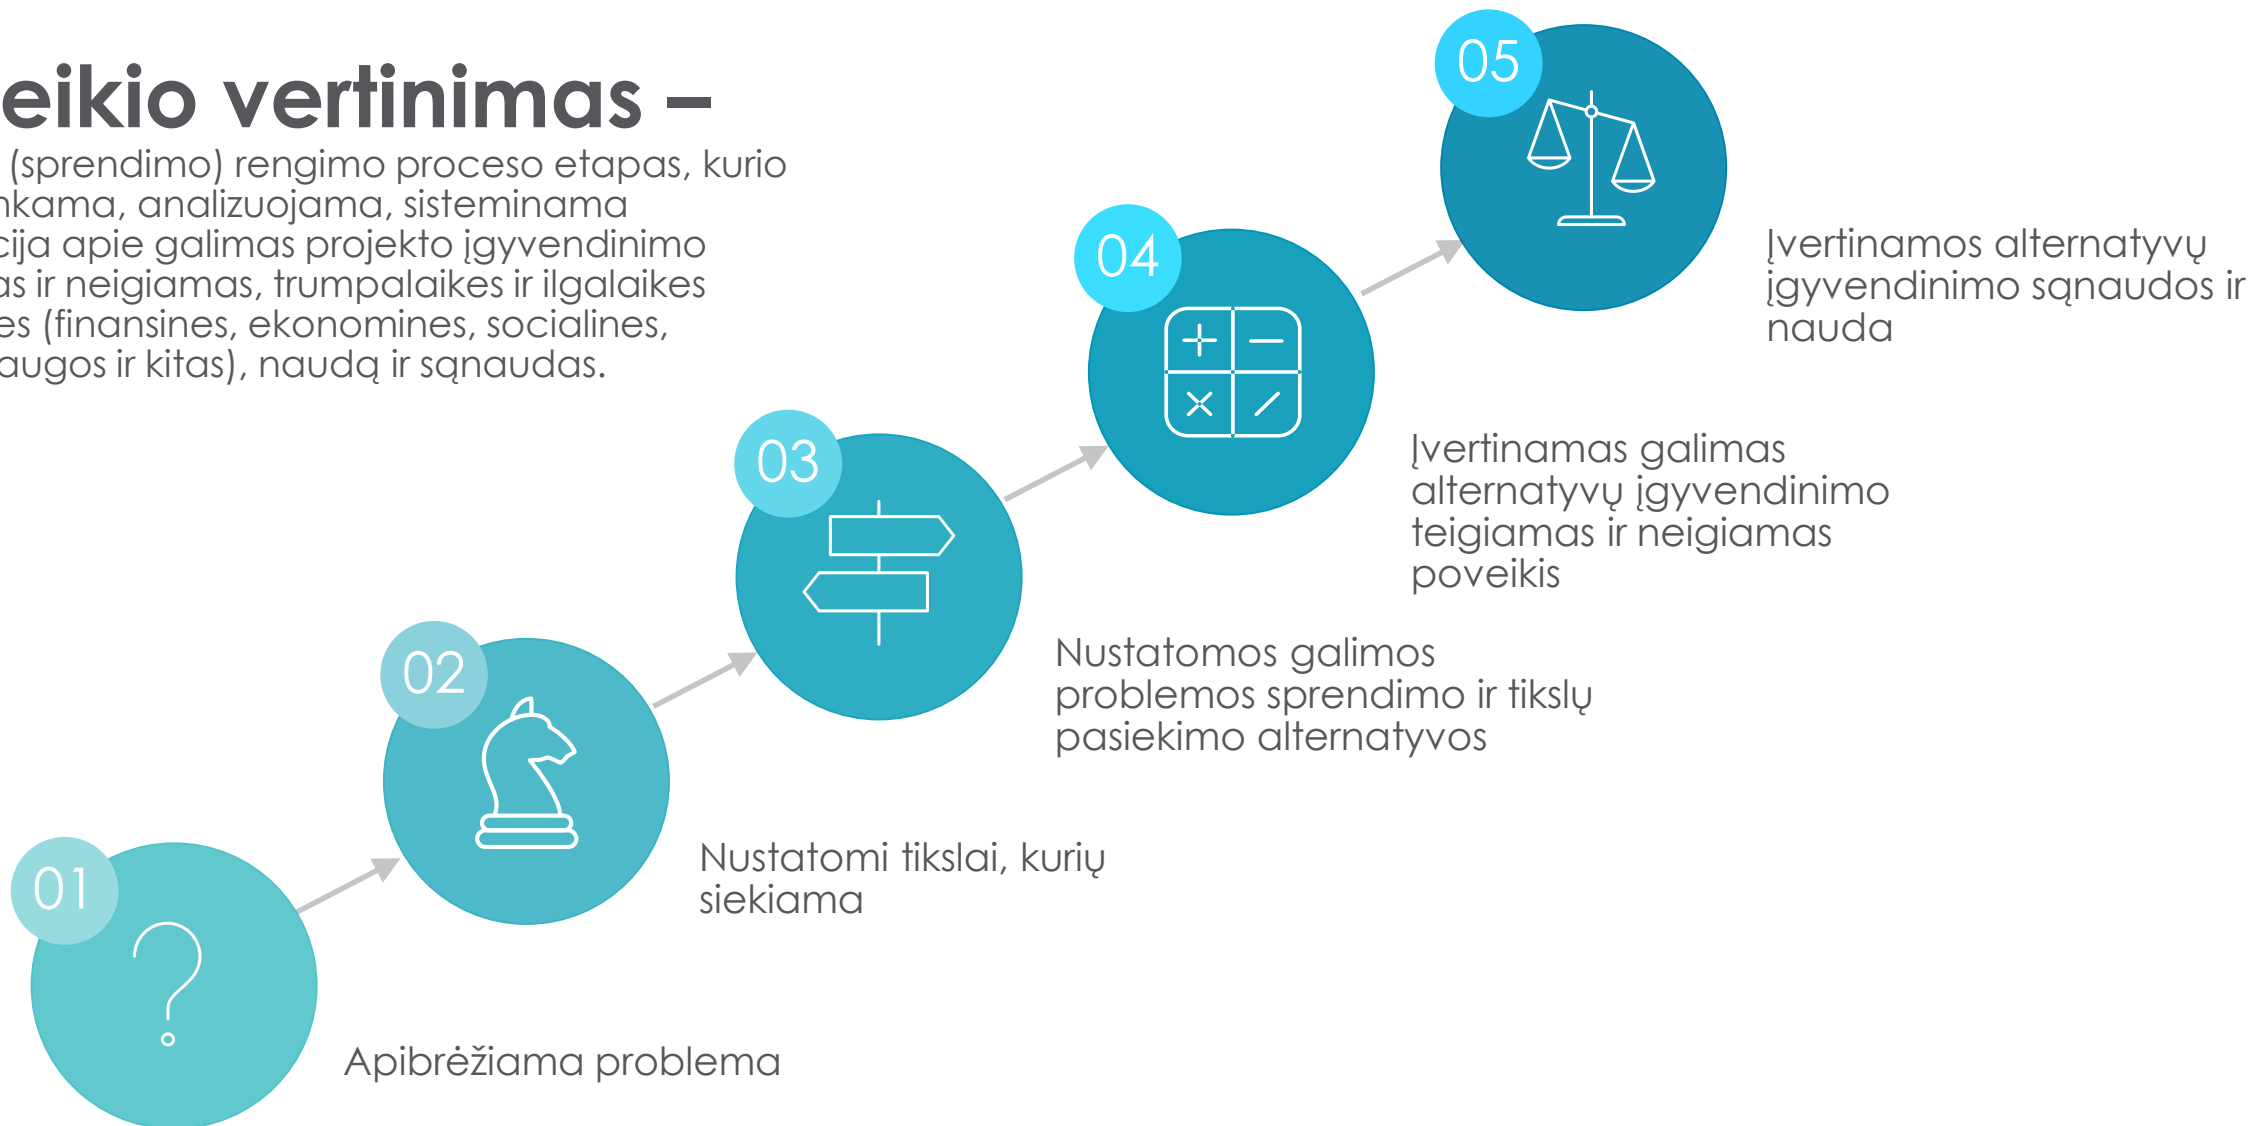 eikio vertinimas –
(sprendimo) rengimo proceso etapas, kurio
nkama, analizuojama, sisteminama
cija apie galimas projekto įgyvendinimo
as ir neigiamas, trumpalaikes ir ilgalaikes
es (finansines, ekonomines, socialines,
augos ir kitas), naudą ir sąnaudas.
05
Įvertinamos alternatyvų
įgyvendinimo sąnaudos ir
nauda
04
Įvertinamas galimas
alternatyvų įgyvendinimo
teigiamas ir neigiamas
poveikis
03
Nustatomos galimos
problemos sprendimo ir tikslų
pasiekimo alternatyvos
02
Nustatomi tikslai, kurių
siekiama
01
Apibrėžiama problema